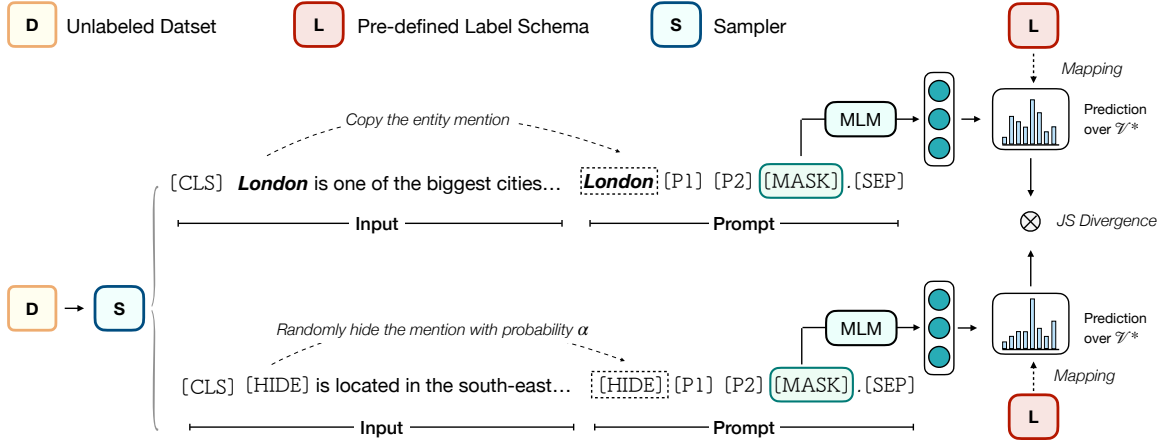 D Unlabeled Datset L Pre-defined Label Schema S Sampler L
Mapping
MLM
Copy the entity mention
Prediction
over 𝒱*
[CLS] London is one of the biggest cities... London [P1] [P2] [MASK] .[SEP]
Input Prompt
JS Divergence
D S
MLM
Randomly hide the mention with probability α
Prediction
over 𝒱*
[CLS] [HIDE] is located in the south-east... [HIDE] [P1] [P2] [MASK] .[SEP]
Mapping
L
Input Prompt